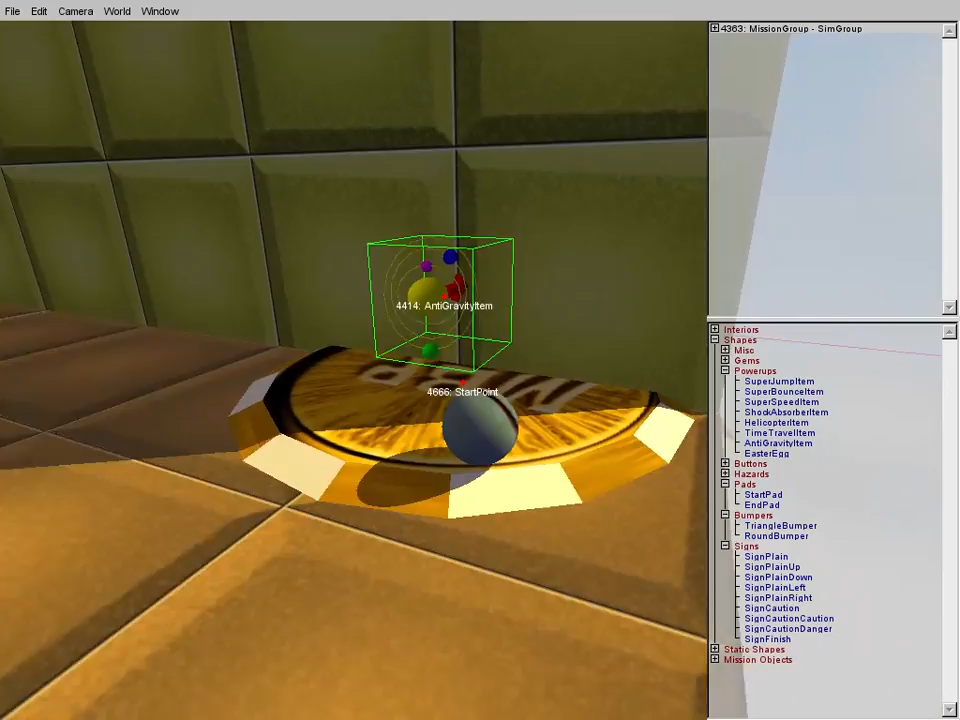 File Edit Camera World Window
4363: MissionGroup - SimGroup
4414: AntiGravityItem
4666: StartPoint
Interiors
Shapes
Misc
Gems
Powerups
SuperJumpItem
SuperBounceItem
SuperSpeedItem
ShockAbsorberItem
HelicopterItem
TimeTravelItem
AntiGravityItem
EasterEgg
Buttons
Hazards
Pads
StartPad
EndPad
Bumpers
TriangleBumper
RoundBumper
Signs
SignPlain
SignPlainUp
SignPlainDown
SignPlainLeft
SignPlainRight
SignCaution
SignCautionCaution
SignCautionDanger
SignFinish
Static Shapes
Mission Objects